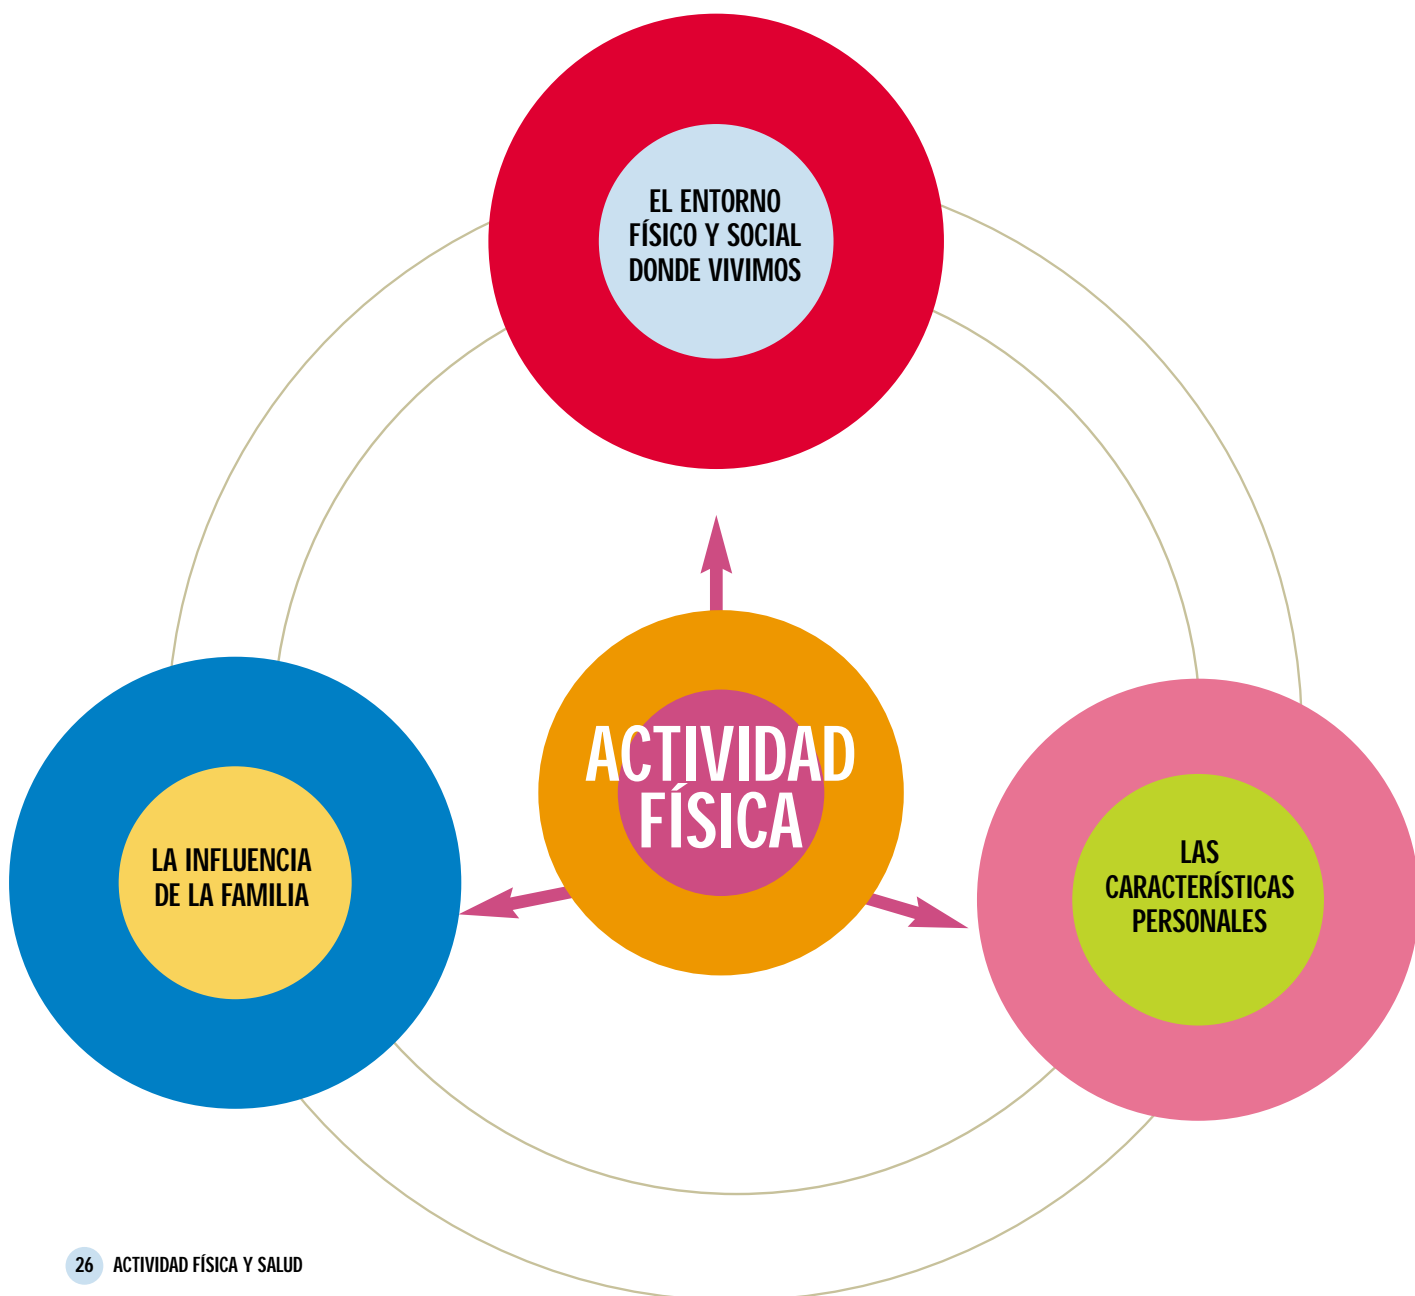 EL ENTORNO
FÍSICO Y SOCIAL
DONDE VIVIMOS
ACTIVIDAD
FÍSICA
LA INFLUENCIA
DE LA FAMILIA
LAS
CARACTERÍSTICAS
PERSONALES
26 ACTIVIDAD FÍSICA Y SALUD